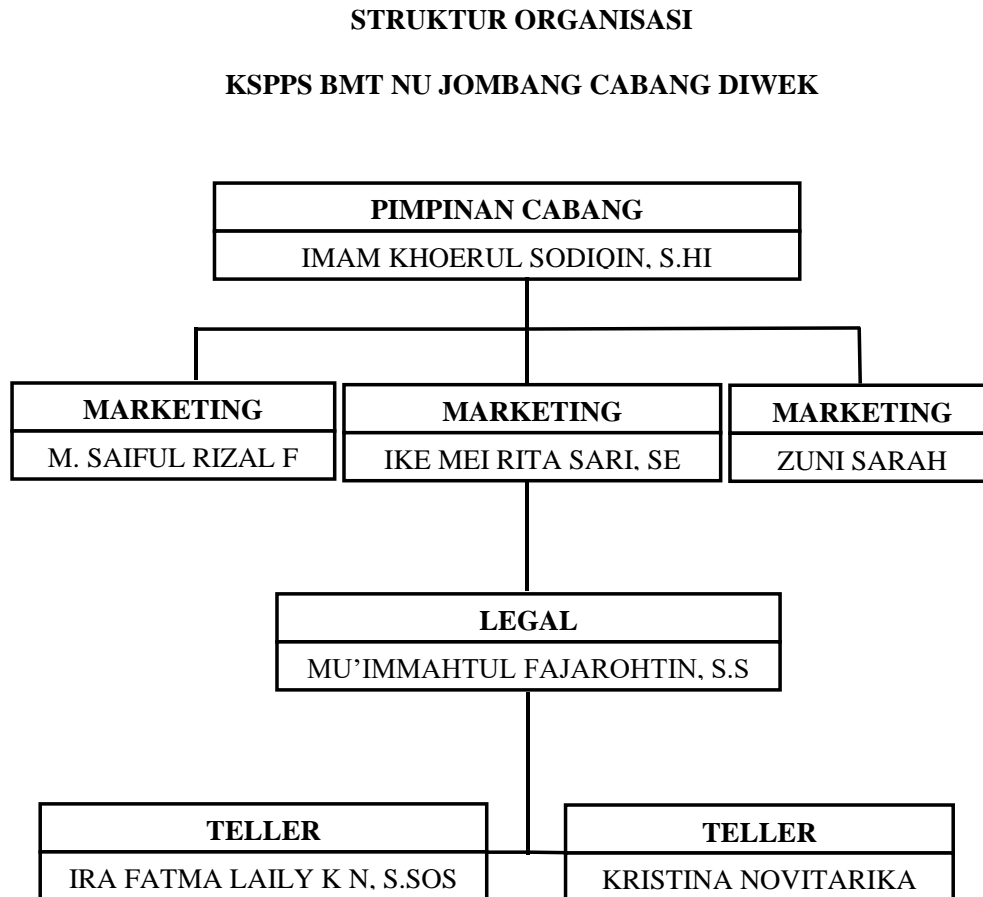 STRUKTUR ORGANISASI
KSPPS BMT NU JOMBANG CABANG DIWEK
PIMPINAN CABANG
IMAM KHOERUL SODIQIN, S.HI
MARKETING
M. SAIFUL RIZAL F
MARKETING
IKE MEI RITA SARI, SE
MARKETING
ZUNI SARAH
LEGAL
MU’IMMAHTUL FAJAROHTIN, S.S
TELLER
IRA FATMA LAILY K N, S.SOS
TELLER
KRISTINA NOVITARIKA